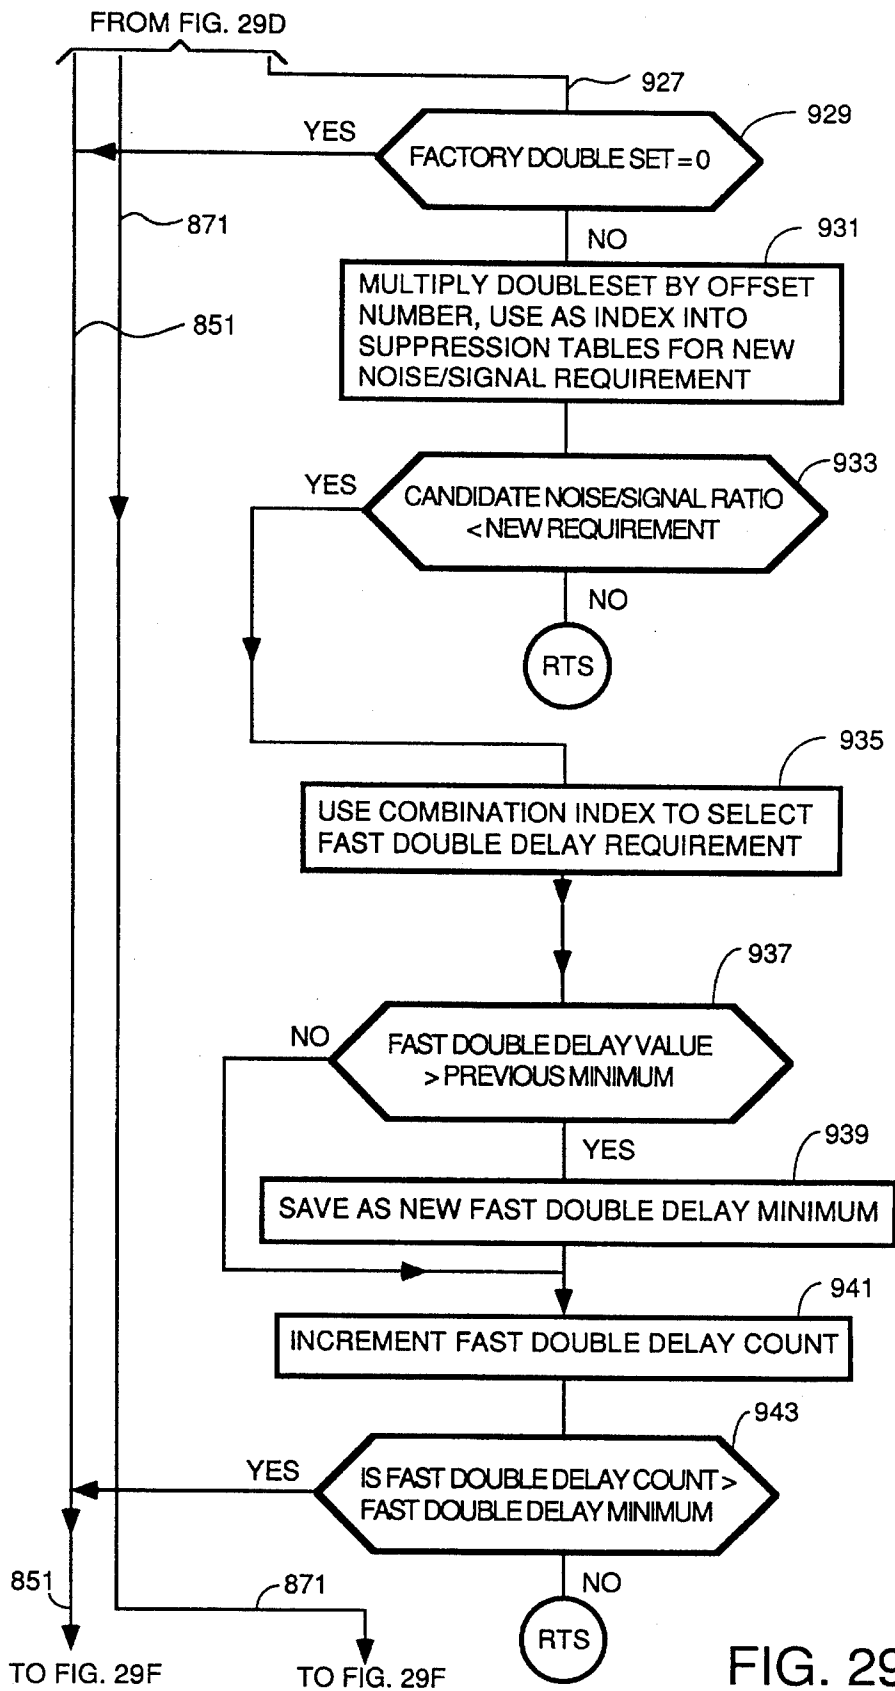 FROM FIG. 29D
927
929
YES
FACTORY DOUBLE SET = 0
871
NO
931
MULTIPLY DOUBLESET BY OFFSET
NUMBER, USE AS INDEX INTO
SUPPRESSION TABLES FOR NEW
NOISE/SIGNAL REQUIREMENT
851
933
YES
CANDIDATE NOISE/SIGNAL RATIO
< NEW REQUIREMENT
NO
RTS
935
USE COMBINATION INDEX TO SELECT
FAST DOUBLE DELAY REQUIREMENT
937
NO
FAST DOUBLE DELAY VALUE
> PREVIOUS MINIMUM
939
YES
SAVE AS NEW FAST DOUBLE DELAY MINIMUM
941
INCREMENT FAST DOUBLE DELAY COUNT
943
YES
IS FAST DOUBLE DELAY COUNT >
FAST DOUBLE DELAY MINIMUM
851
871
NO
RTS
TO FIG. 29F
TO FIG. 29F
FIG. 29